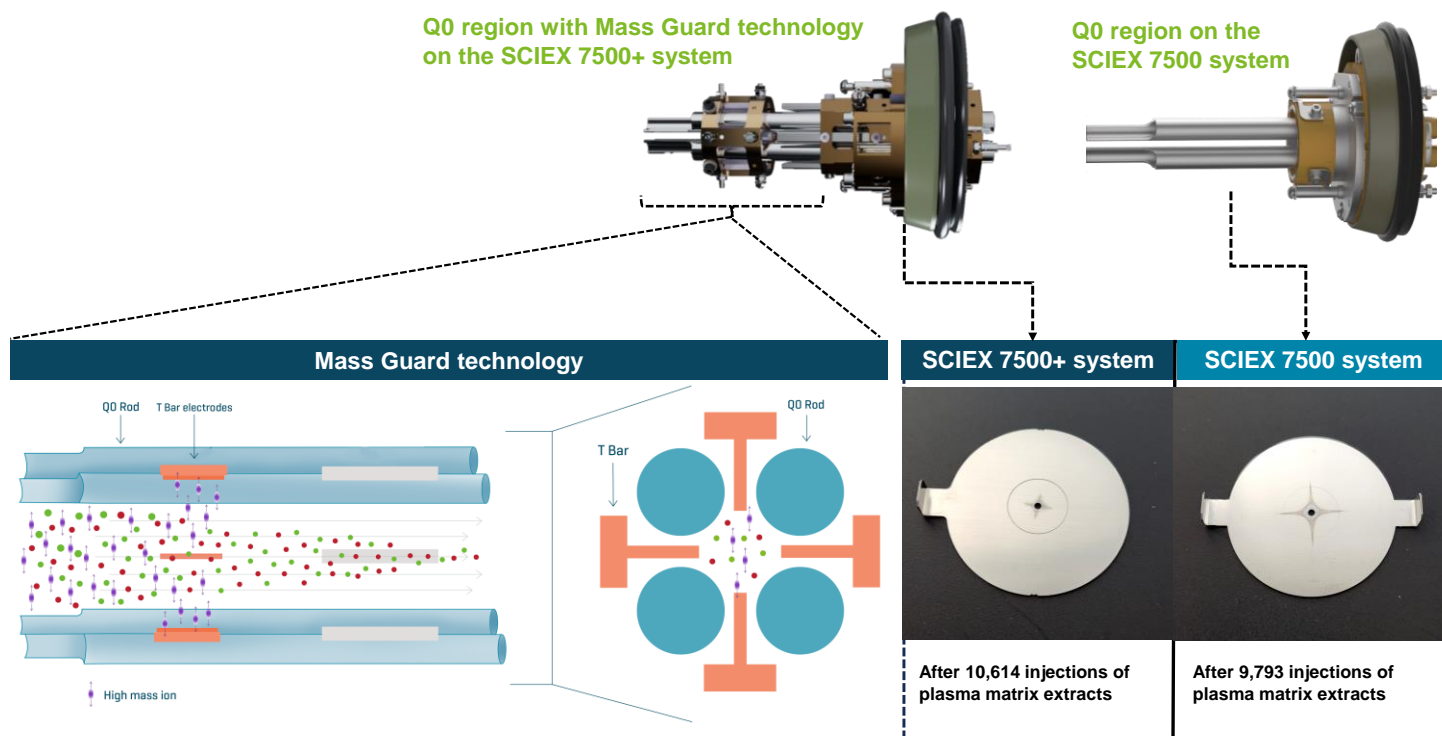 Q0 region with Mass Guard technology
on the SCIEX 7500+ system
Q0 region on the
SCIEX 7500 system
Mass Guard technology
SCIEX 7500+ system
SCIEX 7500 system
Q0 Rod
T Bar electrodes
T Bar
Q0 Rod
High mass ion
After 10,614 injections of
plasma matrix extracts
After 9,793 injections of
plasma matrix extracts